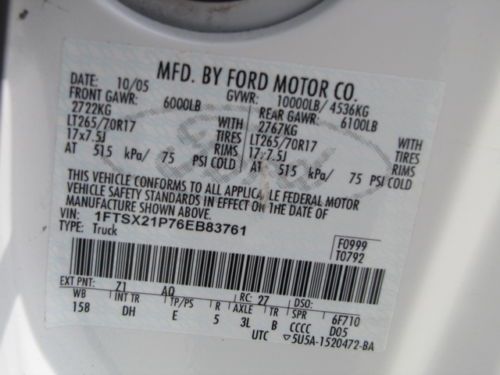 MFD. BY FORD MOTOR CO.
DATE: 10/05 GVWR: 10000LB/ 4536KG
FRONT GAWR: 6000LB REAR GAWR: 6100LB
2722KG WITH 2767KG WITH
LT265/70R17 TIRES LT265/70R17 TIRES
17x7.5J RIMS 17x7.5J RIMS
AT 515 kPa/ 75 PSI COLD AT 515 kPa/ 75 PSI COLD
THIS VEHICLE CONFORMS TO ALL APPLICABLE FEDERAL MOTOR
VEHICLE SAFETY STANDARDS IN EFFECT ON THE DATE OF
MANUFACTURE SHOWN ABOVE.
VIN: 1FTSX21P76EB83761
TYPE: Truck
F0999
T0792
EXT PNT: Z1 AQ RC: 27 DSO:
WB INT TR TP/PS R AXLE TR SPR 6F710
158 DH E 5 3L B CCCC D05
UTC ▽5U5A-1520472-BA